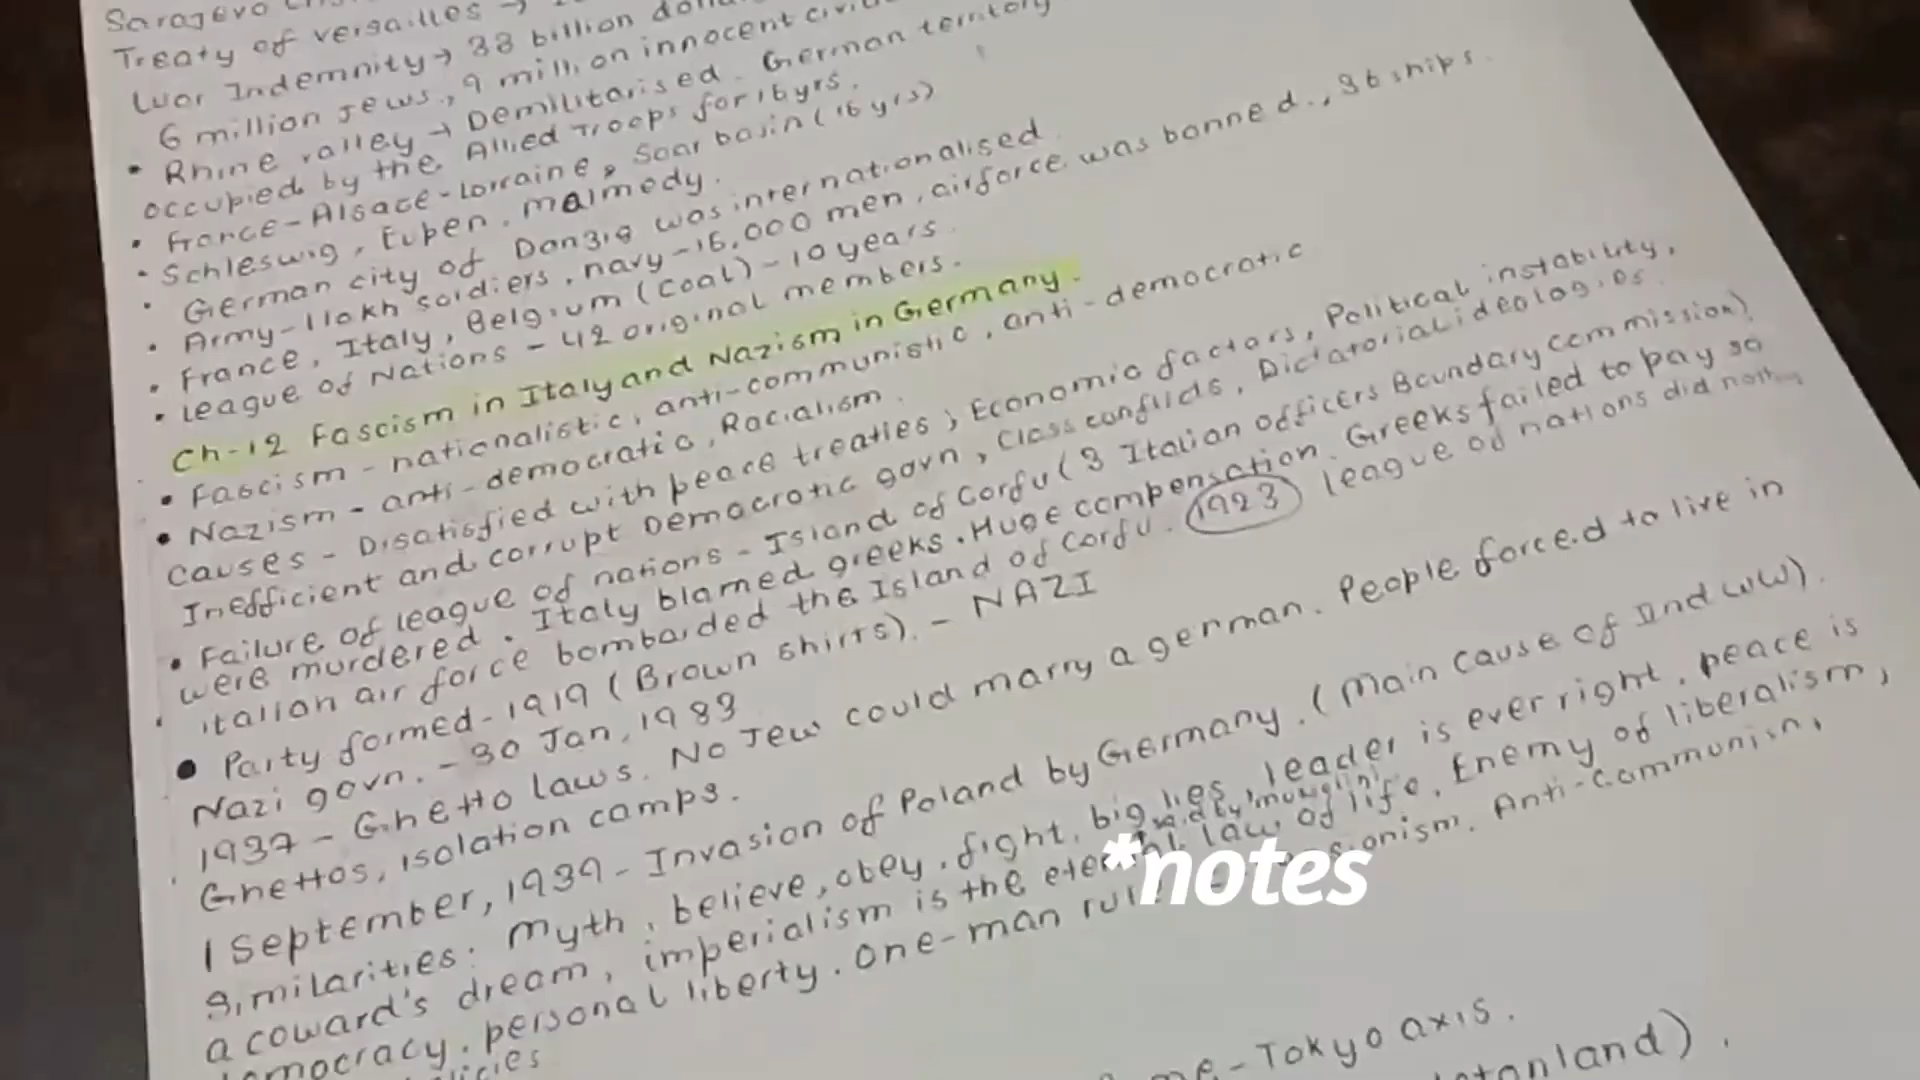 Sarajevo
Treaty of versailles →
War Indemnity → 33 billion
6 million Jews, 9 million innocent
• Rhine valley → Demilitarised. German territory
occupied by the Allied Troops for 15 yrs.
• France - Alsace-Lorraine, Saar basin (15 yrs)
• Schleswig, Eupen, Malmedy.
• German city of Danzig was internationalised.
• Army - 1 lakh soldiers, navy - 15,000 men, airforce was banned, 36 ships.
• France, Italy, Belgium (coal) - 10 years.
• League of Nations - 42 original members.
Ch-12 Fascism in Italy and Nazism in Germany.
• Fascism - nationalistic, anti-communistic, anti-democratic
• Nazism - anti-democratic, Racialism.
Causes - Disatisfied with peace treaties, Economic factors, Political instability,
Inefficient and corrupt Democratic govn, Class conflicts, Dictatorial ideologies.
• Failure of league of nations - Island of Corfu (3 Italian officers Boundary commission)
were murdered. Italy blamed greeks. Huge compensation. Greeks failed to pay so
italian air force bombarded the Island of Corfu. 1923 league of nations did
• Party formed - 1919 (Brown shirts). - NAZI
Nazi govn. - 30 Jan, 1933
1937 - Ghetto laws. No Jew could marry a german. People forced to live in
Ghettos, isolation camps.
1 September, 1939 - Invasion of Poland by Germany. (Main cause of IInd WW).
Similarities: Myth, believe, obey, fight, big lies, leader is ever right, peace is
a coward's dream, imperialism is the eternal law of life, Enemy of liberalism,
personal liberty. One-man Anti-Communism,
-Tokyo axis.
*notes